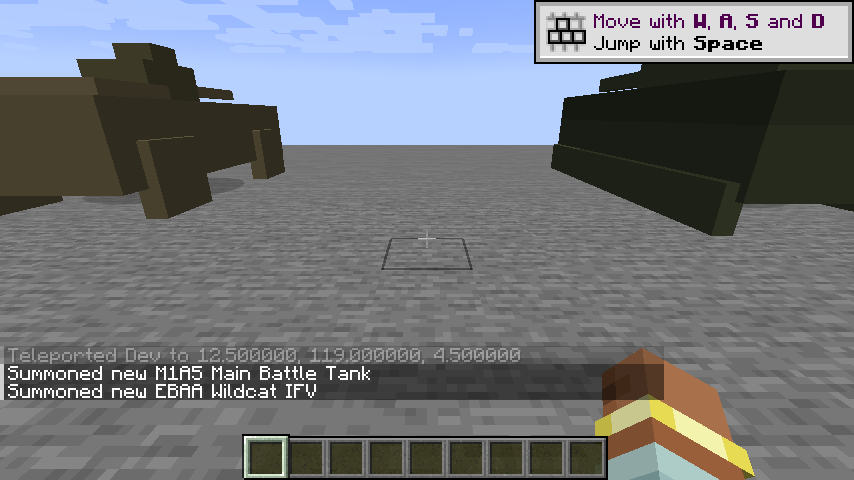 Move with W, A, S and D
Jump with Space
Teleported Dev to 12.500000, 119.000000, 4.500000
Summoned new M1A5 Main Battle Tank
Summoned new EBAA Wildcat IFV